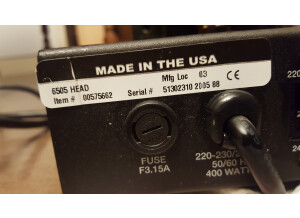 MADE IN THE USA
6505 HEAD Mfg Loc 03 CE
Item # 00575662 Serial # 51302310 2005 88
FUSE
F3.15A
220-230/2
50/60 H
400 WATT
220